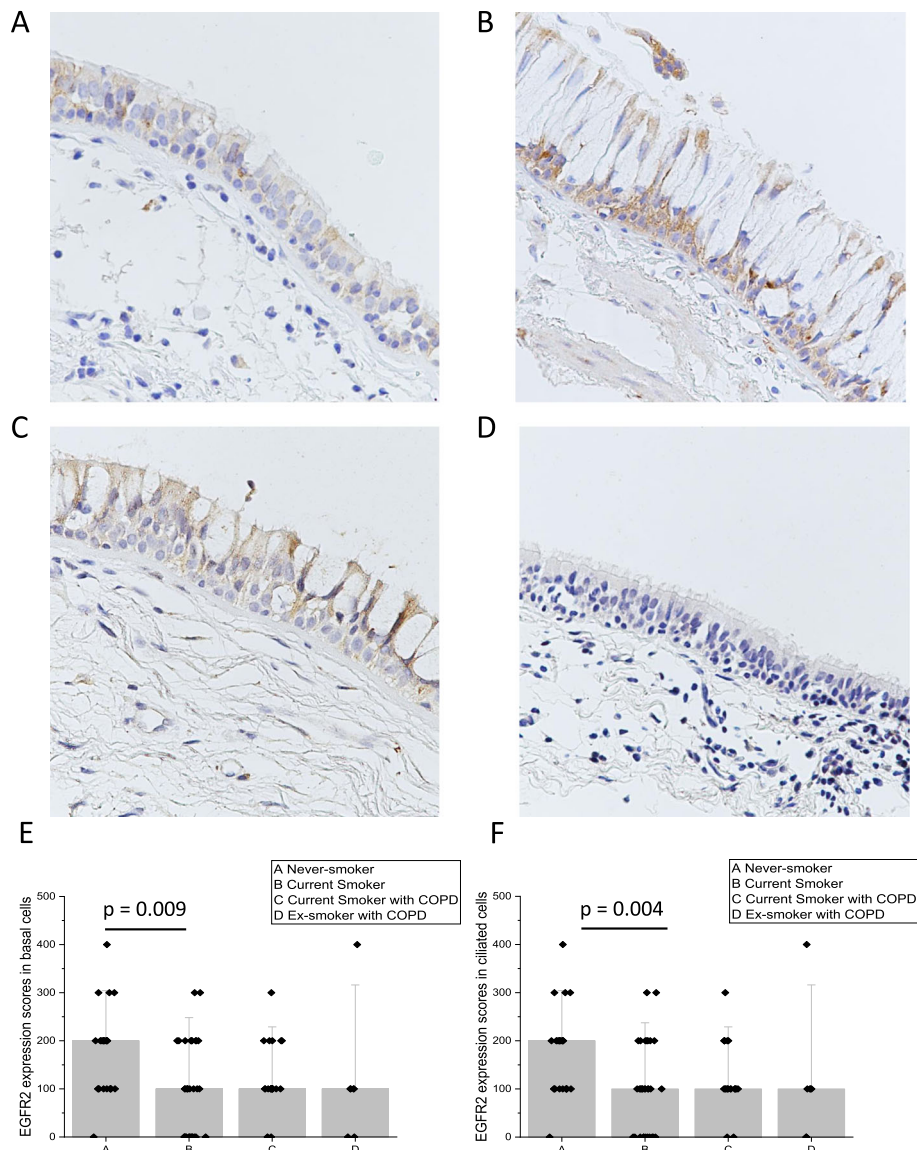 A
B
C
D
E
F
A Never-smoker
B Current Smoker
C Current Smoker with COPD
D Ex-smoker with COPD
p = 0.009
EGFR2 expression scores in basal cells
500
400
300
200
100
0
A
B
C
D
A Never-smoker
B Current Smoker
C Current Smoker with COPD
D Ex-smoker with COPD
p = 0.004
EGFR2 expression scores in ciliated cells
500
400
300
200
100
0
A
B
C
D